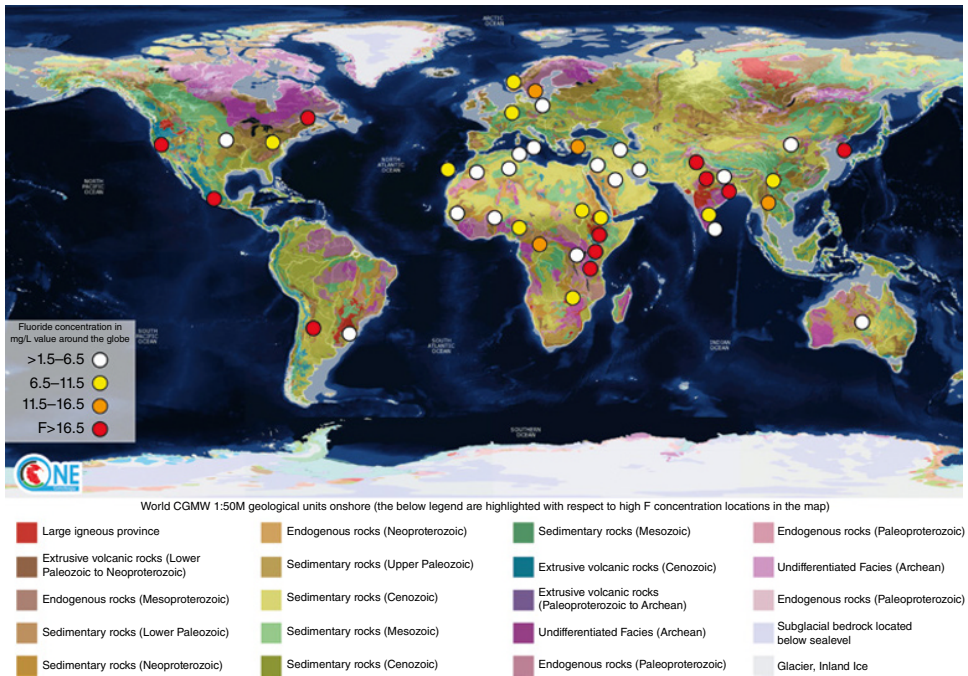 ARCTIC
OCEAN
NORTH
PACIFIC
OCEAN
NORTH
ATLANTIC
OCEAN
SOUTH
PACIFIC
OCEAN
SOUTH
ATLANTIC
OCEAN
INDIAN
OCEAN
SOUTHERN
OCEAN
Fluoride concentration in
mg/L value around the globe
>1.5–6.5
6.5–11.5
11.5–16.5
F>16.5
ONE
World CGMW 1:50M geological units onshore (the below legend are highlighted with respect to high F concentration locations in the map)
Large igneous province
Extrusive volcanic rocks (Lower
Paleozoic to Neoproterozoic)
Endogenous rocks (Mesoproterozoic)
Sedimentary rocks (Lower Paleozoic)
Sedimentary rocks (Neoproterozoic)
Endogenous rocks (Neoproterozoic)
Sedimentary rocks (Upper Paleozoic)
Sedimentary rocks (Cenozoic)
Sedimentary rocks (Mesozoic)
Sedimentary rocks (Cenozoic)
Sedimentary rocks (Mesozoic)
Extrusive volcanic rocks (Cenozoic)
Extrusive volcanic rocks
(Paleoproterozoic to Archean)
Undifferentiated Facies (Archean)
Endogenous rocks (Paleoproterozoic)
Endogenous rocks (Paleoproterozoic)
Undifferentiated Facies (Archean)
Endogenous rocks (Paleoproterozoic)
Subglacial bedrock located
below sealevel
Glacier, Inland Ice